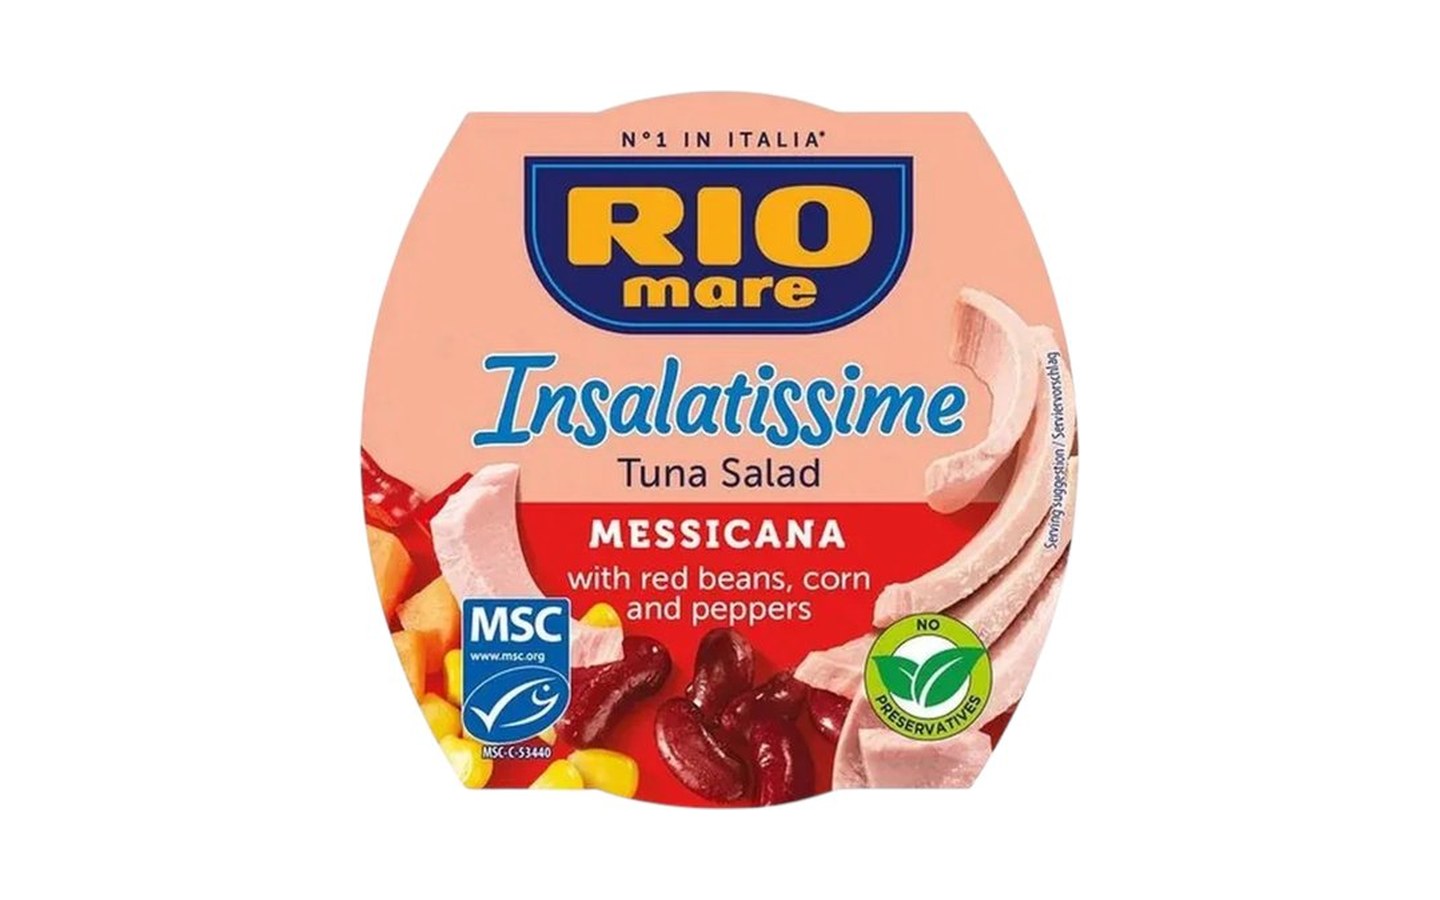 N°1 IN ITALIA*
RIO
mare
Insalatissime
Tuna Salad
MESSICANA
with red beans, corn
and peppers
Serving suggestion / Serviervorschlag
MSC
www.msc.org
MSC-C-53440
NO
PRESERVATIVES